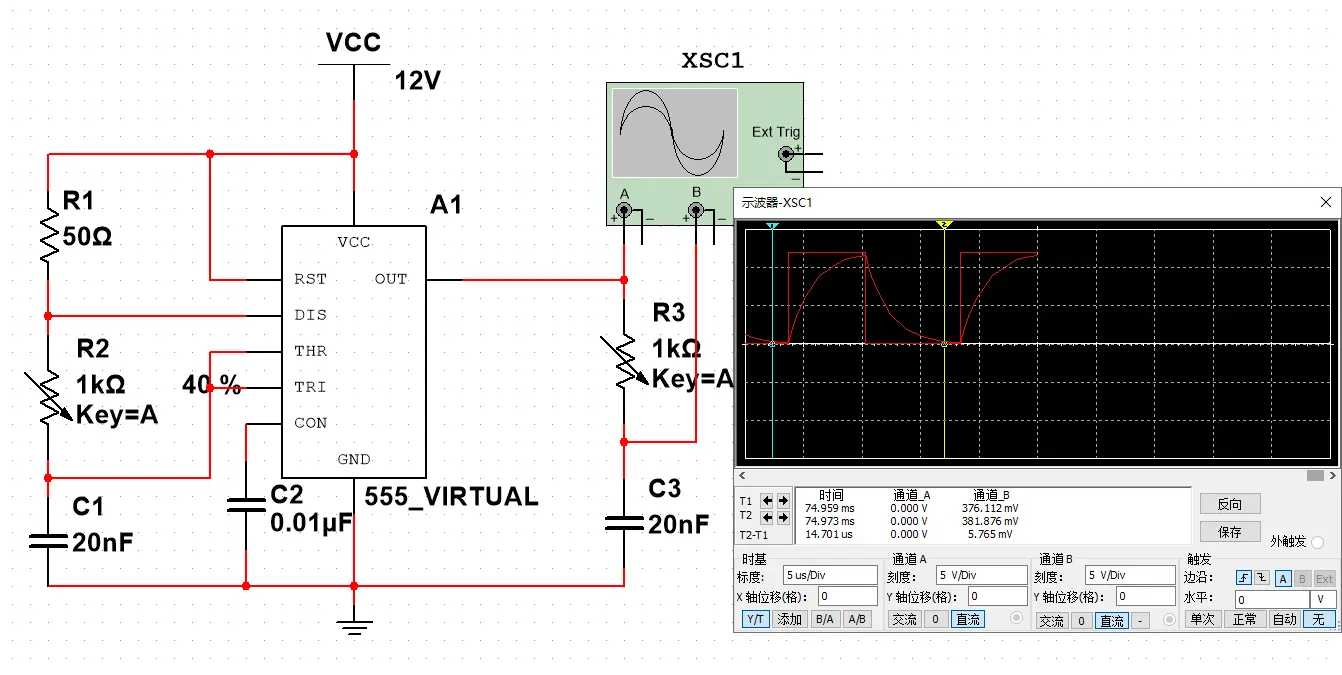 VCC
12V
XSC1
Ext Trig
+
−
A
B
+
−
+
−
R1
50Ω
A1
VCC
RST
OUT
DIS
THR
TRI
CON
GND
R2
1kΩ
Key=A
40 %
R3
1kΩ
Key=A
C1
20nF
C2
0.01µF
555_VIRTUAL
C3
20nF
示波器-XSC1
1
2
时间 通道_A 通道_B
T1 74.959 ms 0.000 V 376.112 mV
T2 74.973 ms 0.000 V 381.876 mV
T2-T1 14.701 us 0.000 V 5.765 mV
反向
保存
外触发
时基
标度: 5 us/Div
X 轴位移(格): 0
Y/T 添加 B/A A/B
通道 A
刻度: 5 V/Div
Y 轴位移(格): 0
交流 0 直流
通道 B
刻度: 5 V/Div
Y 轴位移(格): 0
交流 0 直流 -
触发
边沿: A B Ext
水平: 0 V
单次 正常 自动 无